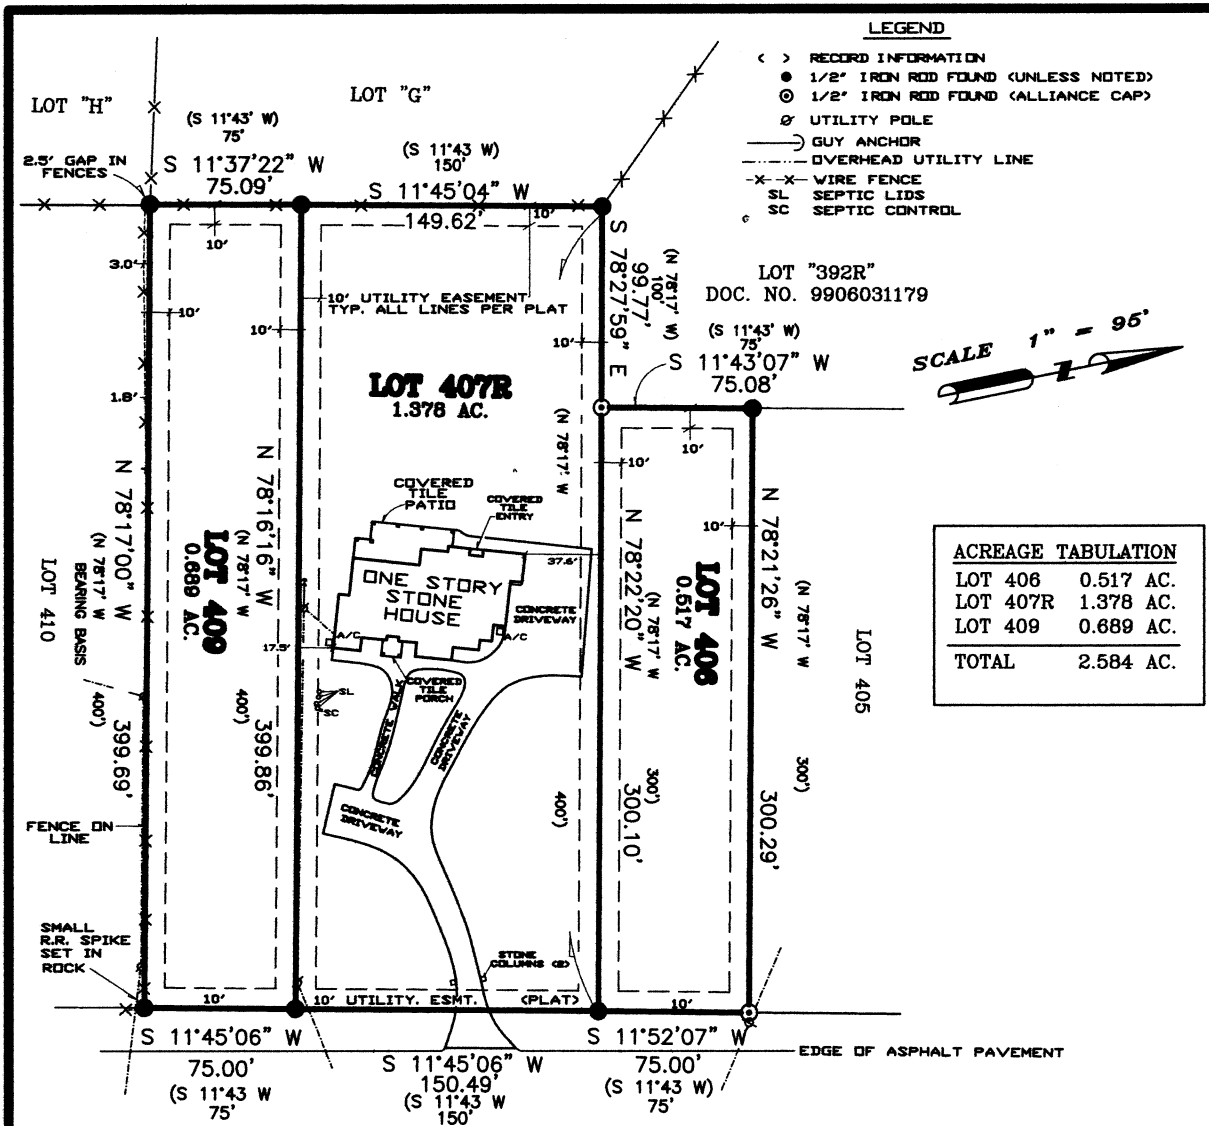 LEGEND
< > RECORD INFORMATION
1/2" IRON ROD FOUND (UNLESS NOTED)
1/2" IRON ROD FOUND (ALLIANCE CAP)
UTILITY POLE
GUY ANCHOR
OVERHEAD UTILITY LINE
WIRE FENCE
SL SEPTIC LIDS
SC SEPTIC CONTROL
LOT "H"
LOT "G"
(S 11°43' W)
75'
S 11°37'22" W
75.09'
(S 11°43 W)
150'
S 11°45'04" W
149.62'
2.5' GAP IN
FENCES
10'
10'
3.0'
10'
1.8'
10'
10' UTILITY EASEMENT
TYP. ALL LINES PER PLAT
10'
S 78°27'59" E
99.77'
100'
(N 78°17' W)
LOT "392R"
DOC. NO. 9906031179
(S 11°43' W)
75'
S 11°43'07" W
75.08'
SCALE 1" = 95'
LOT 407R
1.378 AC.
(N 78°17' W
400')
10'
10'
10'
COVERED
TILE
PATIO
COVERED
TILE
ENTRY
37.6'
ONE STORY
STONE
HOUSE
CONCRETE
DRIVEWAY
A/C
A/C
17.5'
COVERED
TILE
PORCH
SL
SC
CONCRETE WALK
CONCRETE
DRIVEWAY
CONCRETE
DRIVEWAY
STONE
COLUMNS (2)
LOT 410
BEARING BASIS
(N 78°17' W
400')
N 78°17'00" W
399.69'
LOT 409
0.689 AC.
(N 78°17' W
400')
N 78°16'16" W
399.86'
N 78°22'20" W
300.10'
(N 78°17' W
300')
LOT 406
0.517 AC.
N 78°21'26" W
300.29'
(N 78°17' W
300')
LOT 405
ACREAGE TABULATION
LOT 406 0.517 AC.
LOT 407R 1.378 AC.
LOT 409 0.689 AC.
TOTAL 2.584 AC.
FENCE ON
LINE
SMALL
R.R. SPIKE
SET IN
ROCK
10'
10' UTILITY. ESMT. (PLAT)
10'
S 11°45'06" W
75.00'
(S 11°43 W
75'
S 11°45'06" W
150.49'
(S 11°43 W
150'
S 11°52'07" W
75.00'
(S 11°43 W)
75'
EDGE OF ASPHALT PAVEMENT